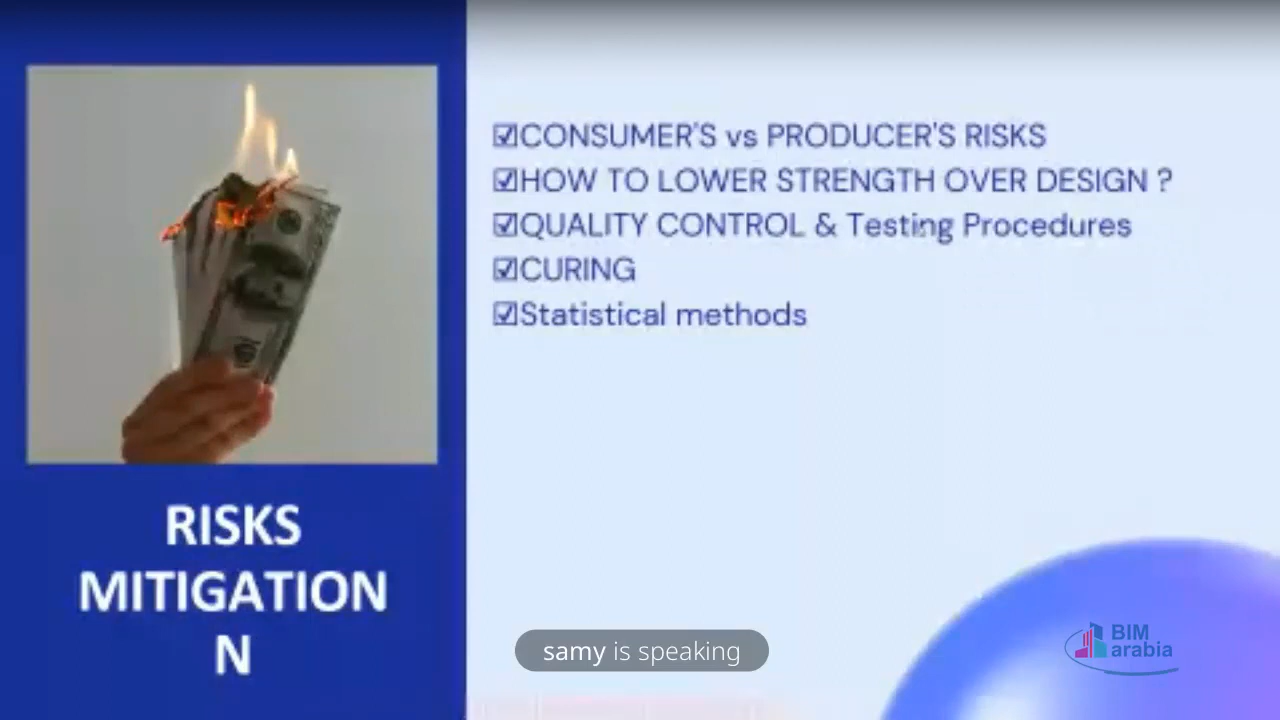 ☑CONSUMER'S vs PRODUCER'S RISKS
☑HOW TO LOWER STRENGTH OVER DESIGN ?
☑QUALITY CONTROL & Testing Procedures
☑CURING
☑Statistical methods
RISKS
MITIGATION
N
samy is speaking
BIM
arabia